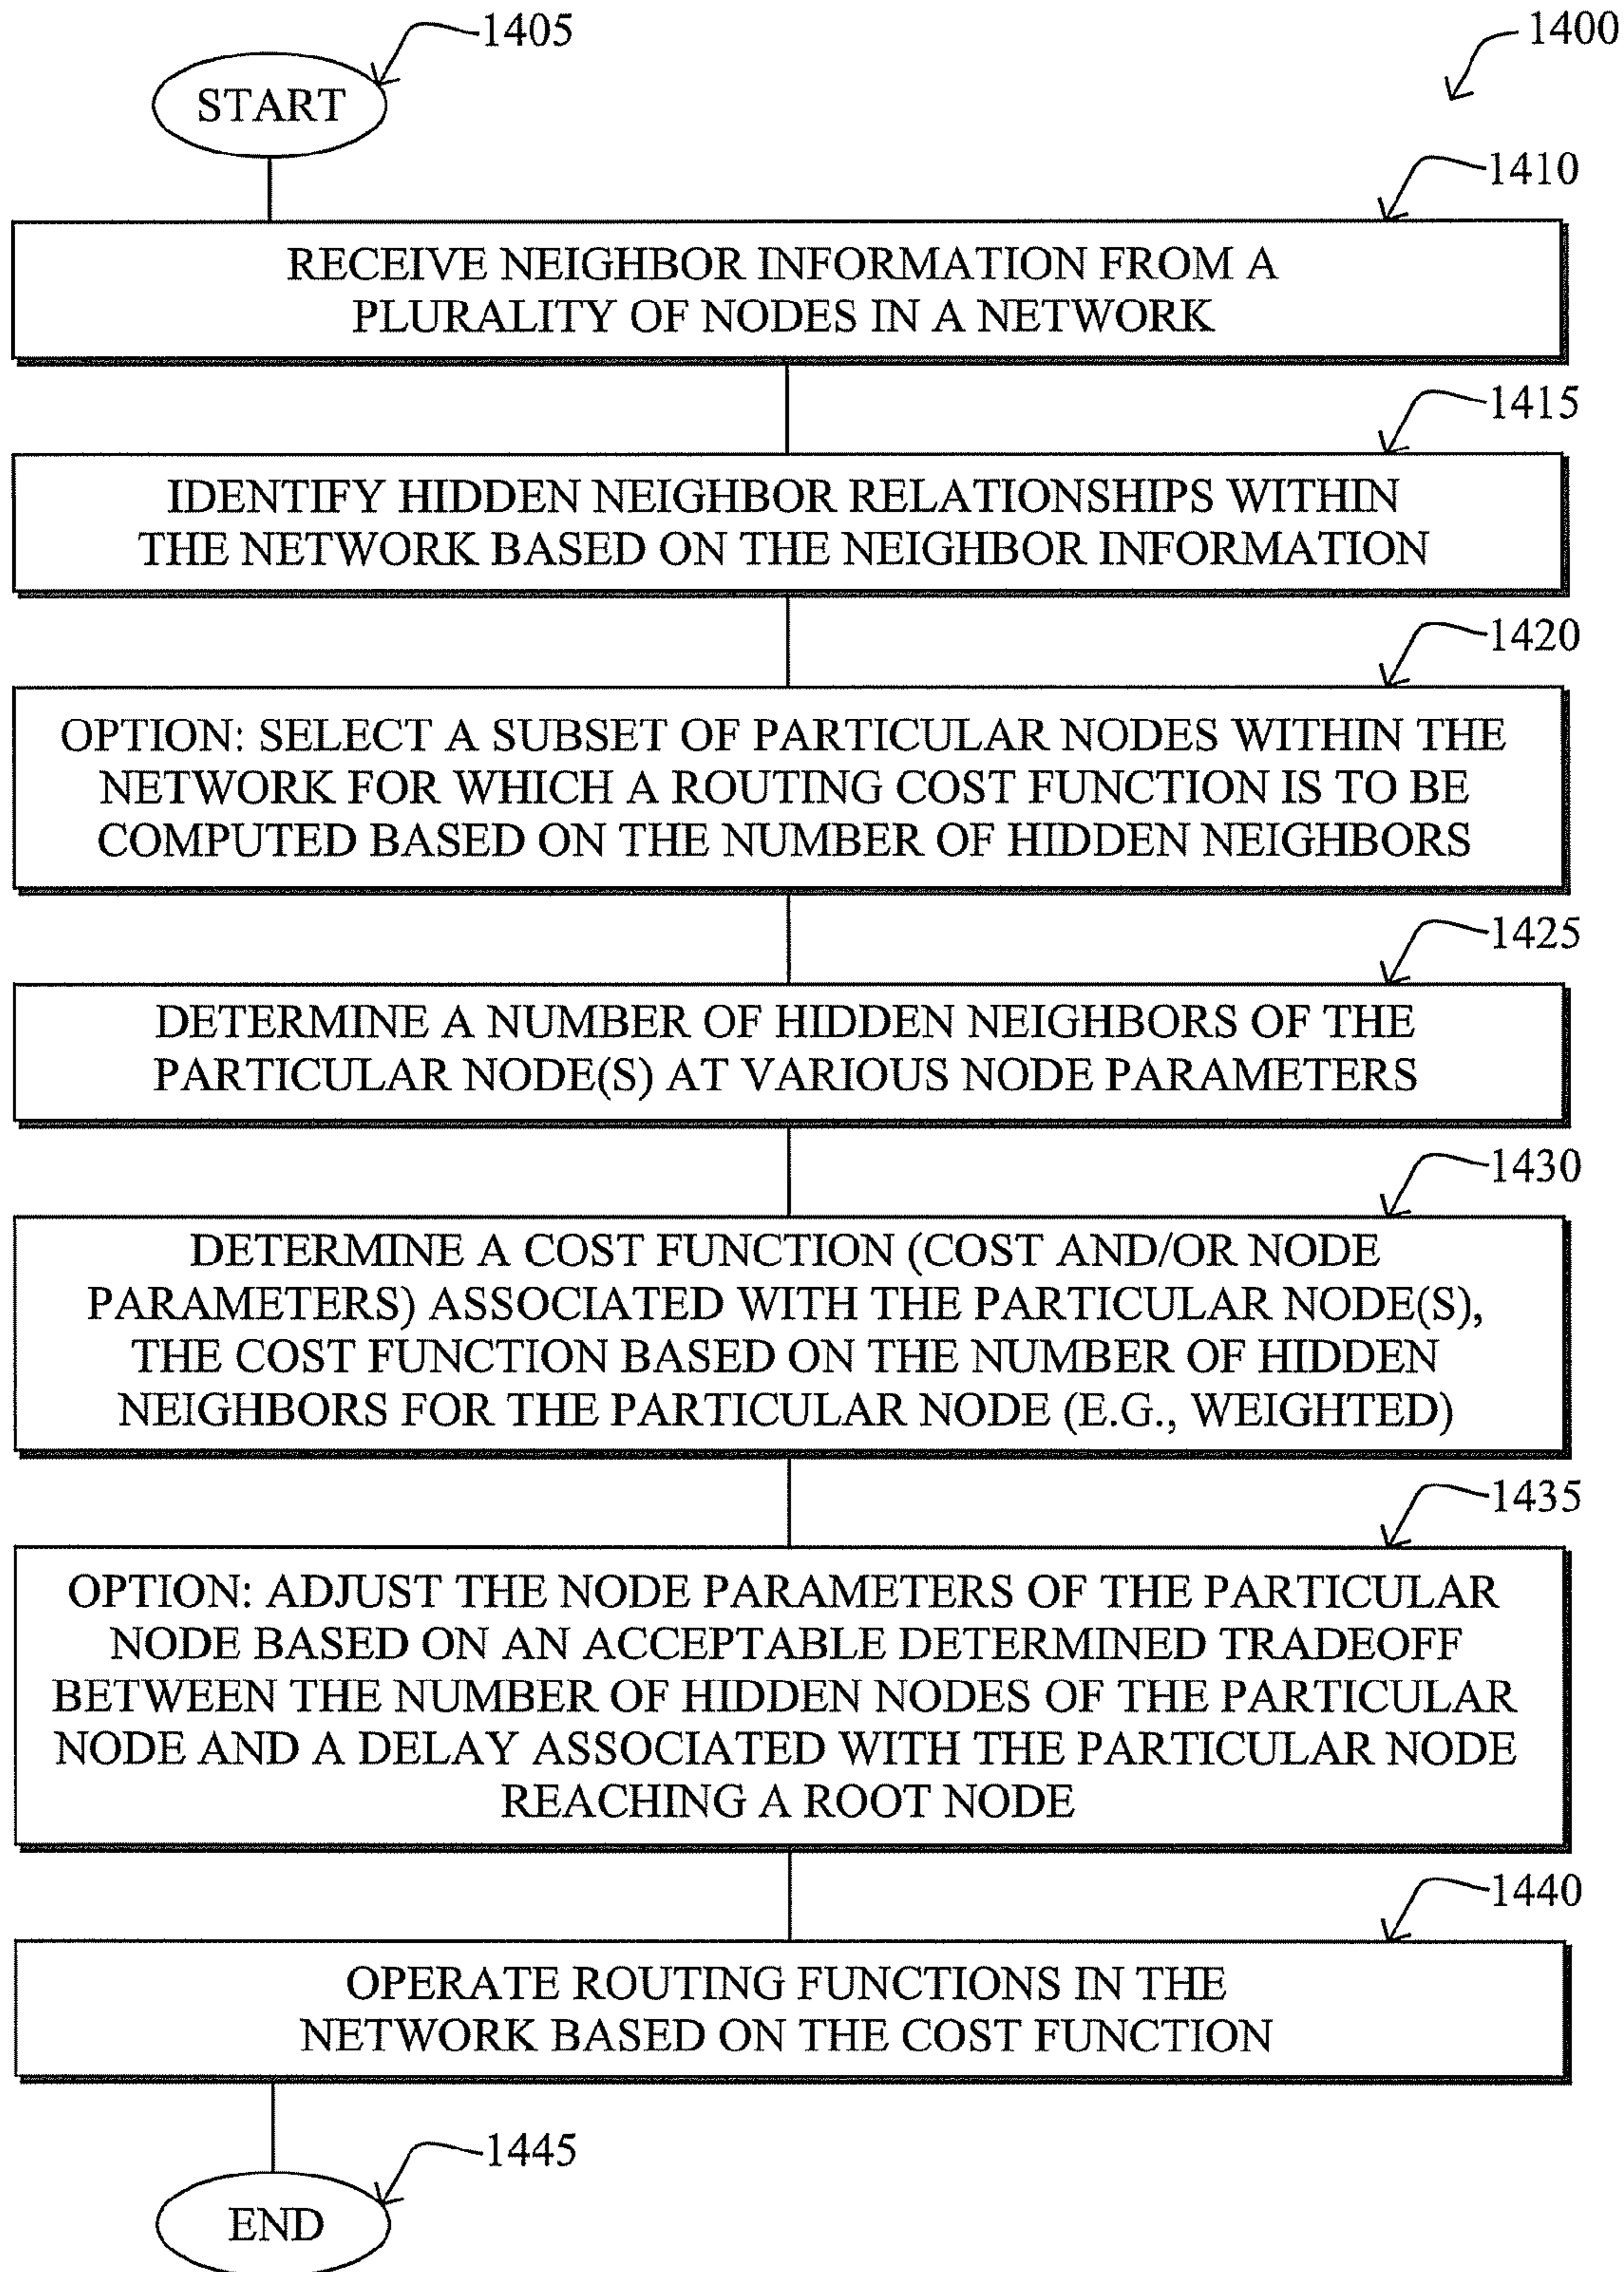 1405
1400
START
1410
RECEIVE NEIGHBOR INFORMATION FROM A
PLURALITY OF NODES IN A NETWORK
1415
IDENTIFY HIDDEN NEIGHBOR RELATIONSHIPS WITHIN
THE NETWORK BASED ON THE NEIGHBOR INFORMATION
1420
OPTION: SELECT A SUBSET OF PARTICULAR NODES WITHIN THE
NETWORK FOR WHICH A ROUTING COST FUNCTION IS TO BE
COMPUTED BASED ON THE NUMBER OF HIDDEN NEIGHBORS
1425
DETERMINE A NUMBER OF HIDDEN NEIGHBORS OF THE
PARTICULAR NODE(S) AT VARIOUS NODE PARAMETERS
1430
DETERMINE A COST FUNCTION (COST AND/OR NODE
PARAMETERS) ASSOCIATED WITH THE PARTICULAR NODE(S),
THE COST FUNCTION BASED ON THE NUMBER OF HIDDEN
NEIGHBORS FOR THE PARTICULAR NODE (E.G., WEIGHTED)
1435
OPTION: ADJUST THE NODE PARAMETERS OF THE PARTICULAR
NODE BASED ON AN ACCEPTABLE DETERMINED TRADEOFF
BETWEEN THE NUMBER OF HIDDEN NODES OF THE PARTICULAR
NODE AND A DELAY ASSOCIATED WITH THE PARTICULAR NODE
REACHING A ROOT NODE
1440
OPERATE ROUTING FUNCTIONS IN THE
NETWORK BASED ON THE COST FUNCTION
1445
END